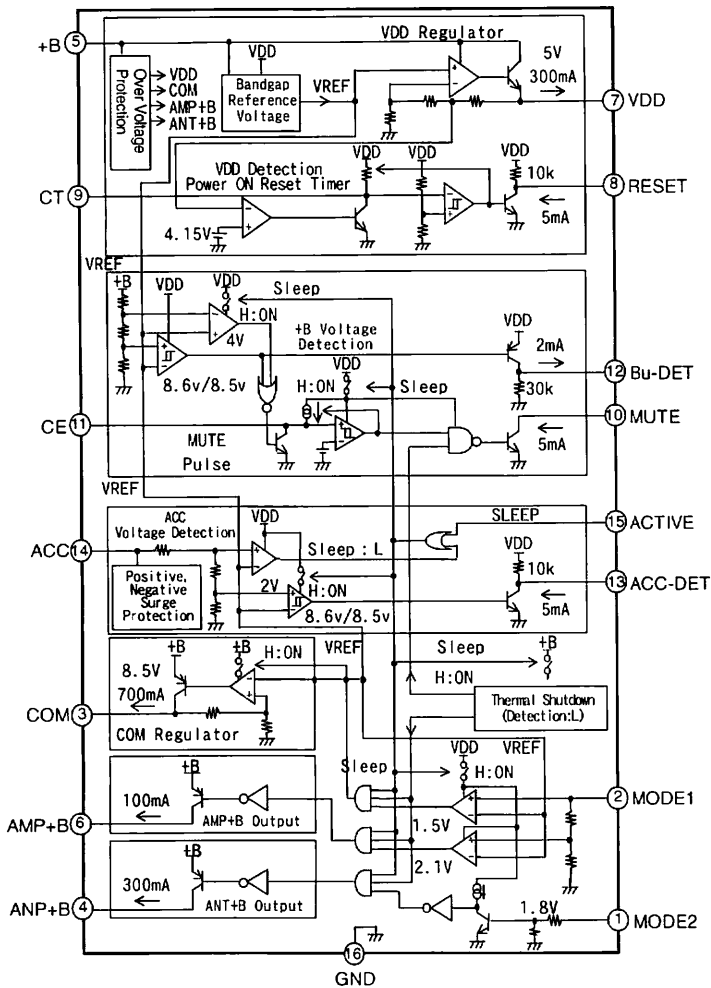 +B 5
VDD Regulator
VDD
5V
300mA
Over Voltage
Protection
VDD
COM
AMP+B
ANT+B
Bandgap
Reference
Voltage
VREF
7 VDD
VDD Detection
Power ON Reset Timer
VDD
VDD
VDD
10k
8 RESET
5mA
CT 9
4.15V
VREF
+B
VDD
Sleep
H:ON
4V
+B Voltage
Detection
VDD
2mA
12 Bu-DET
30k
8.6v/8.5v
VDD
H:ON
Sleep
10 MUTE
5mA
CE 11
MUTE
Pulse
VREF
ACC
Voltage Detection
VDD
SLEEP
15 ACTIVE
ACC 14
Sleep : L
VDD
10k
13 ACC-DET
5mA
Positive,
Negative
Surge
Protection
2V
H:ON
8.6v/8.5v
+B
+B
H:ON
VREF
Sleep
+B
H:ON
8.5V
700mA
COM 3
COM Regulator
Thermal Shutdown
(Detection:L)
VDD
VREF
Sleep
H:ON
+B
100mA
AMP+B 6
AMP+B Output
1.5V
2 MODE1
2.1V
+B
300mA
ANP+B 4
ANT+B Output
1.8V
1 MODE2
16
GND